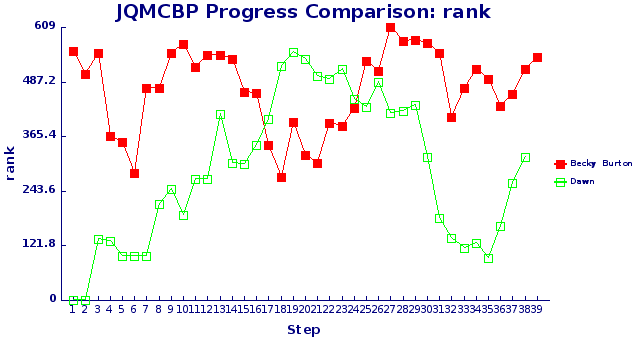 JQMCBP Progress Comparison: rank
609
487.2
365.4
243.6
121.8
0
rank
1 2 3 4 5 6 7 8 9 10 11 12 13 14 15 16 17 18 19 20 21 22 23 24 25 26 27 28 29 30 31 32 33 34 35 36 37 38 39
Step
Becky Burton
Dawn